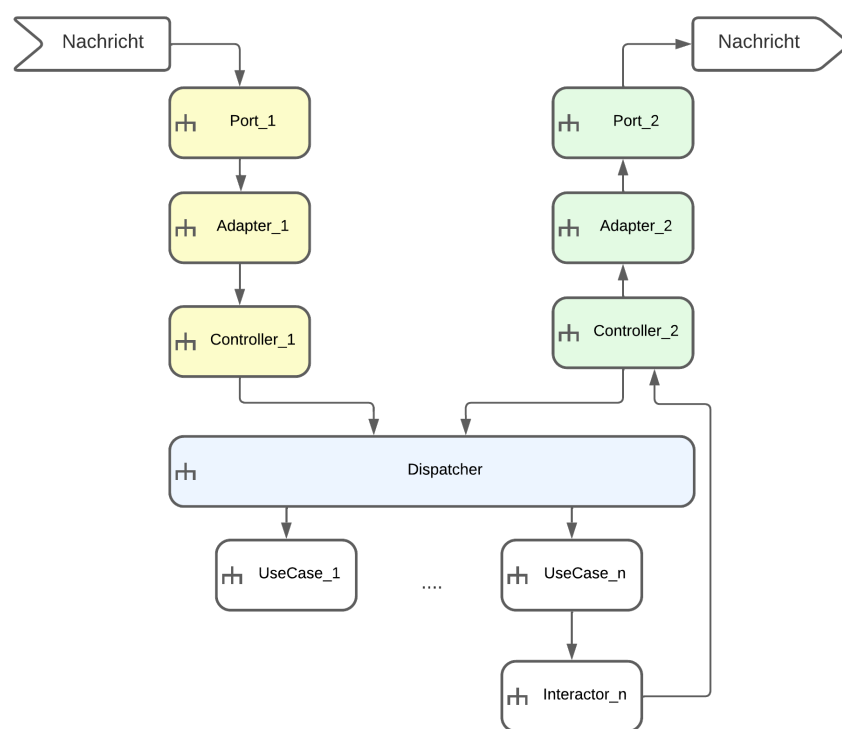 Nachricht
Nachricht
Port_1
Port_2
Adapter_1
Adapter_2
Controller_1
Controller_2
Dispatcher
UseCase_1
....
UseCase_n
Interactor_n